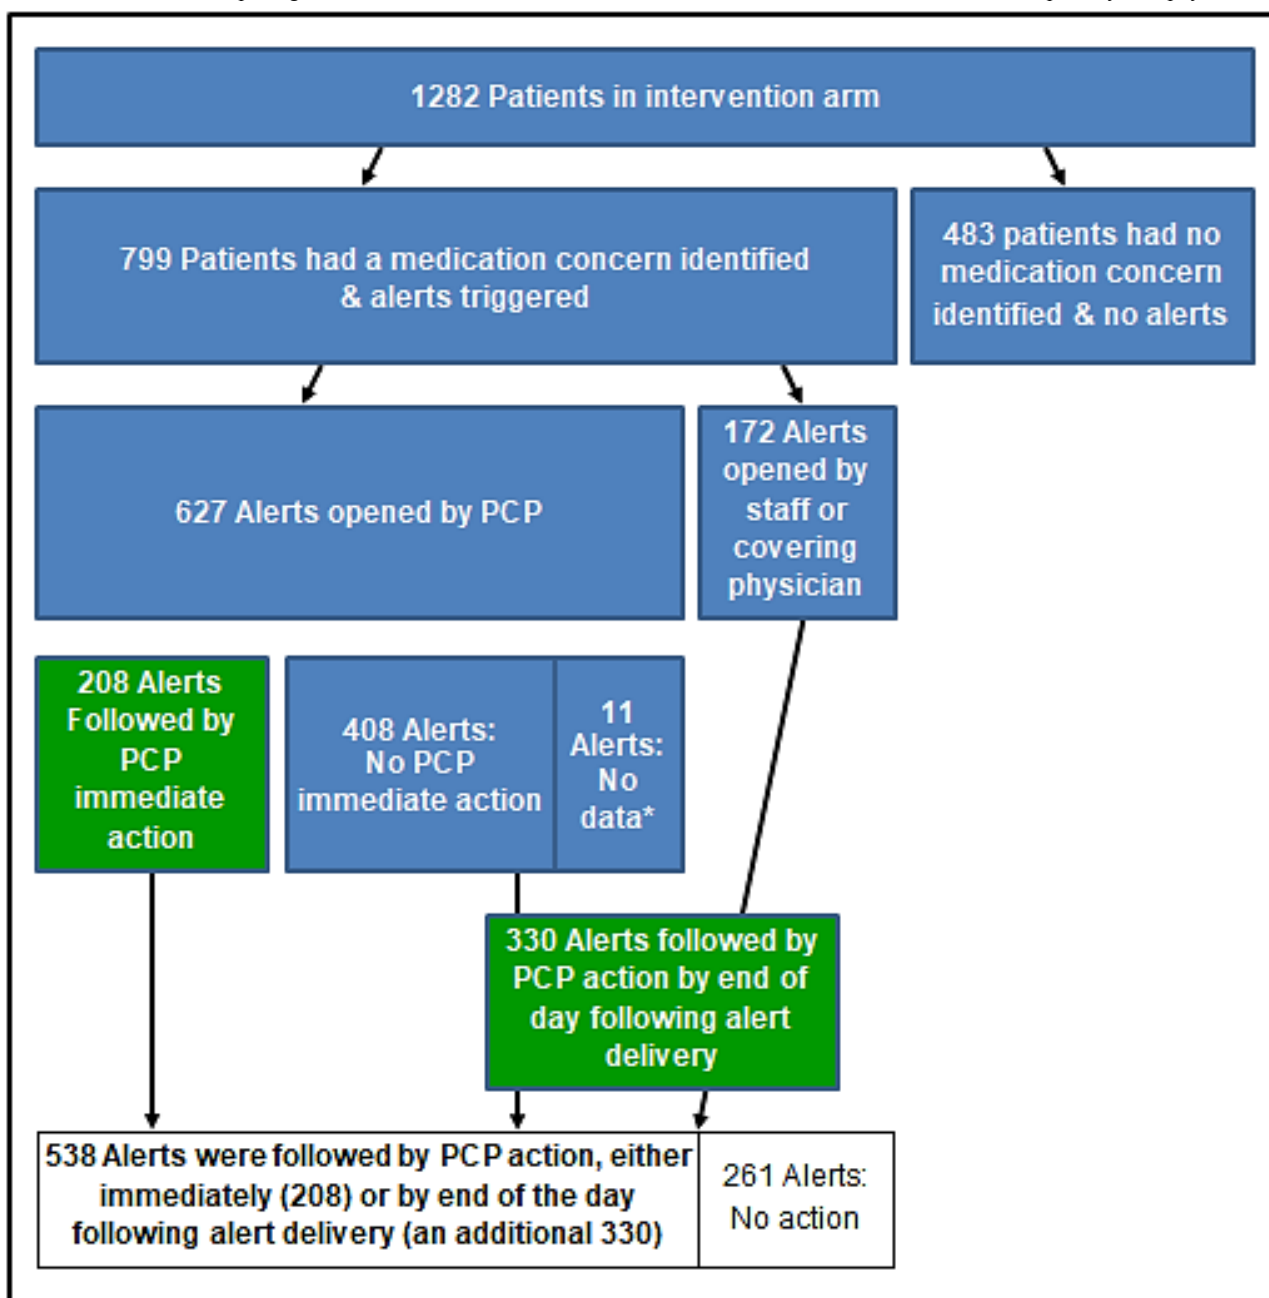 1282 Patients in intervention arm
799 Patients had a medication concern identified
& alerts triggered
483 patients had no
medication concern
identified & no alerts
627 Alerts opened by PCP
172 Alerts
opened by
staff or
covering
physician
208 Alerts
Followed by
PCP
immediate
action
408 Alerts:
No PCP
immediate action
11
Alerts:
No
data*
330 Alerts followed by
PCP action by end of
day following alert
delivery
538 Alerts were followed by PCP action, either
immediately (208) or by end of the day
following alert delivery (an additional 330)
261 Alerts:
No action